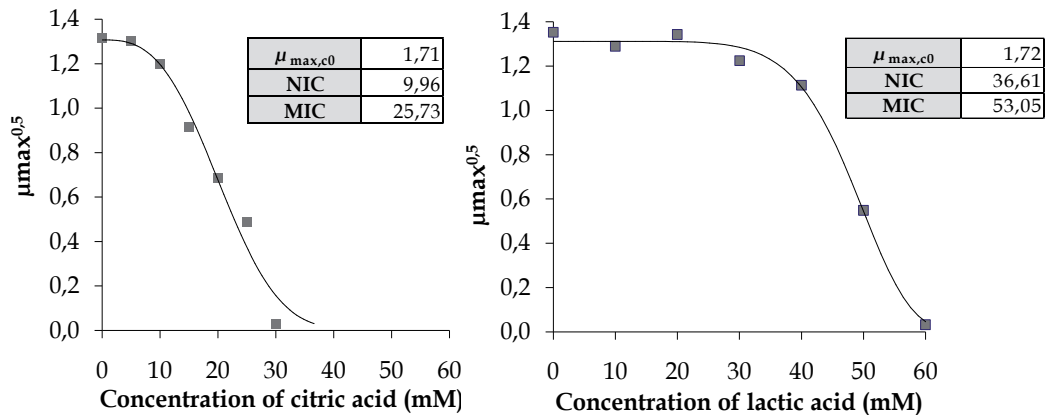 1,4
1,2
1,0
0,8
0,6
0,4
0,2
0,0
µmax0,5
0 10 20 30 40 50 60
Concentration of citric acid (mM)
µ max,c0 1,71
NIC 9,96
MIC 25,73
1,4
1,2
1,0
0,8
0,6
0,4
0,2
0,0
µmax0,5
0 10 20 30 40 50 60
Concentration of lactic acid (mM)
µ max,c0 1,72
NIC 36,61
MIC 53,05